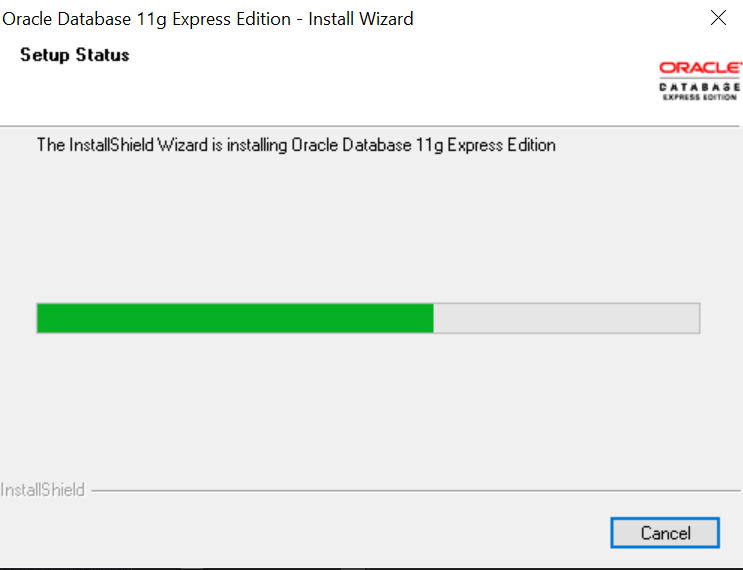 Oracle Database 11g Express Edition - Install Wizard
Setup Status
ORACLE
DATABASE
EXPRESS EDITION
The InstallShield Wizard is installing Oracle Database 11g Express Edition
InstallShield
Cancel